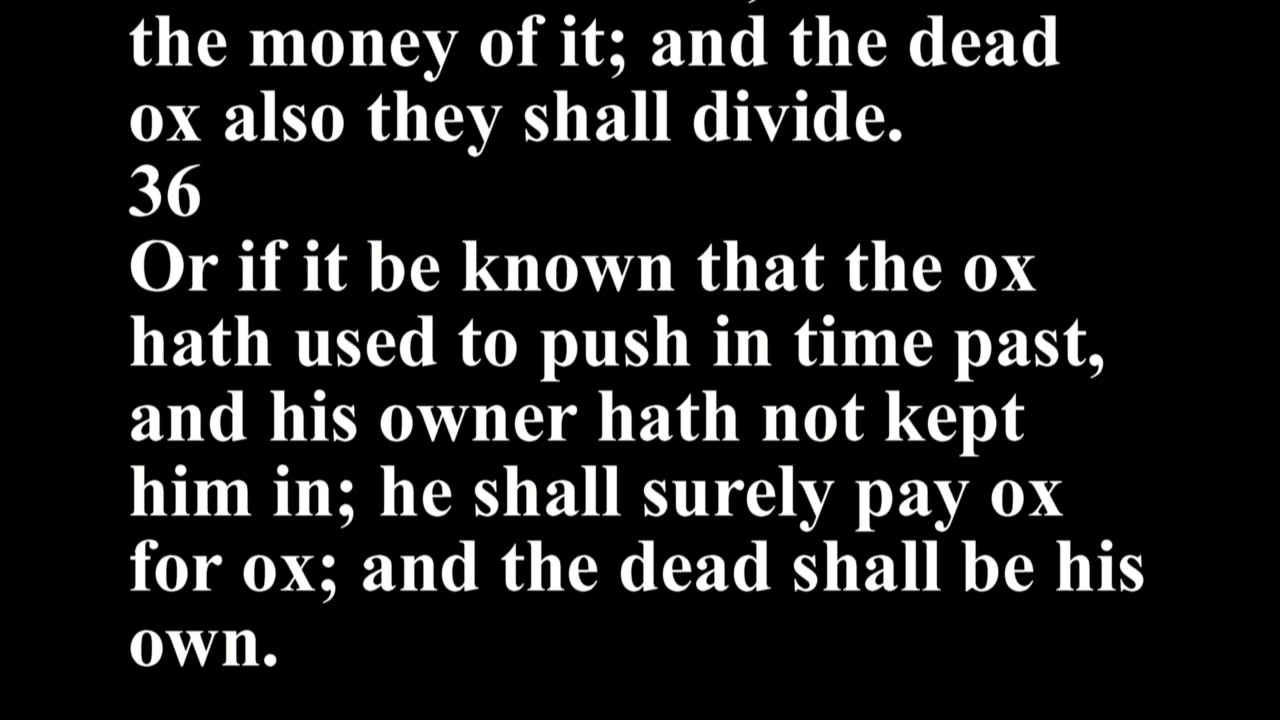 the money of it; and the dead
ox also they shall divide.
36
Or if it be known that the ox
hath used to push in time past,
and his owner hath not kept
him in; he shall surely pay ox
for ox; and the dead shall be his
own.